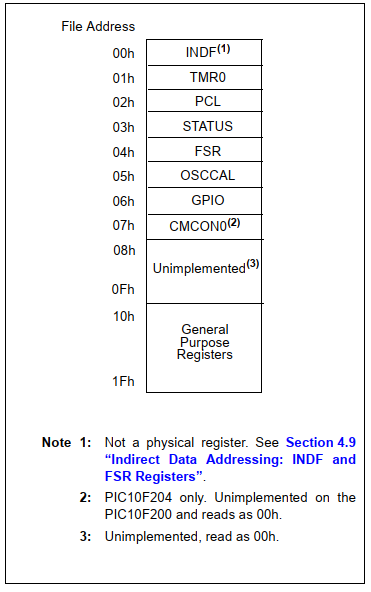 File Address
00h INDF(1)
01h TMR0
02h PCL
03h STATUS
04h FSR
05h OSCCAL
06h GPIO
07h CMCON0(2)
08h
Unimplemented(3)
0Fh
10h
General
Purpose
Registers
1Fh
Note 1: Not a physical register. See Section 4.9
“Indirect Data Addressing: INDF and
FSR Registers”.
2: PIC10F204 only. Unimplemented on the
PIC10F200 and reads as 00h.
3: Unimplemented, read as 00h.